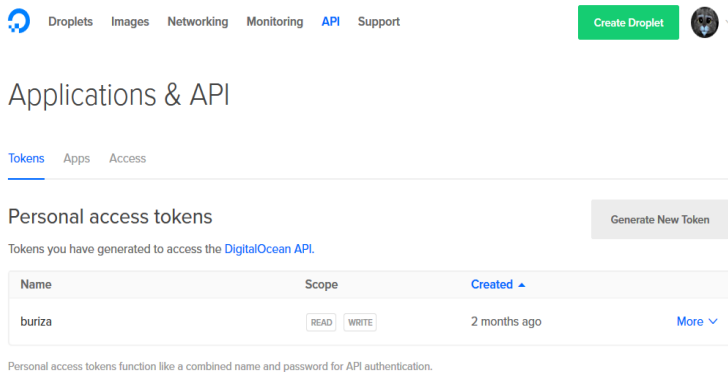 Droplets Images Networking Monitoring API Support Create Droplet
Applications & API
Tokens Apps Access
Personal access tokens Generate New Token
Tokens you have generated to access the DigitalOcean API.
Name Scope Created
buriza READ WRITE 2 months ago More
Personal access tokens function like a combined name and password for API authentication.